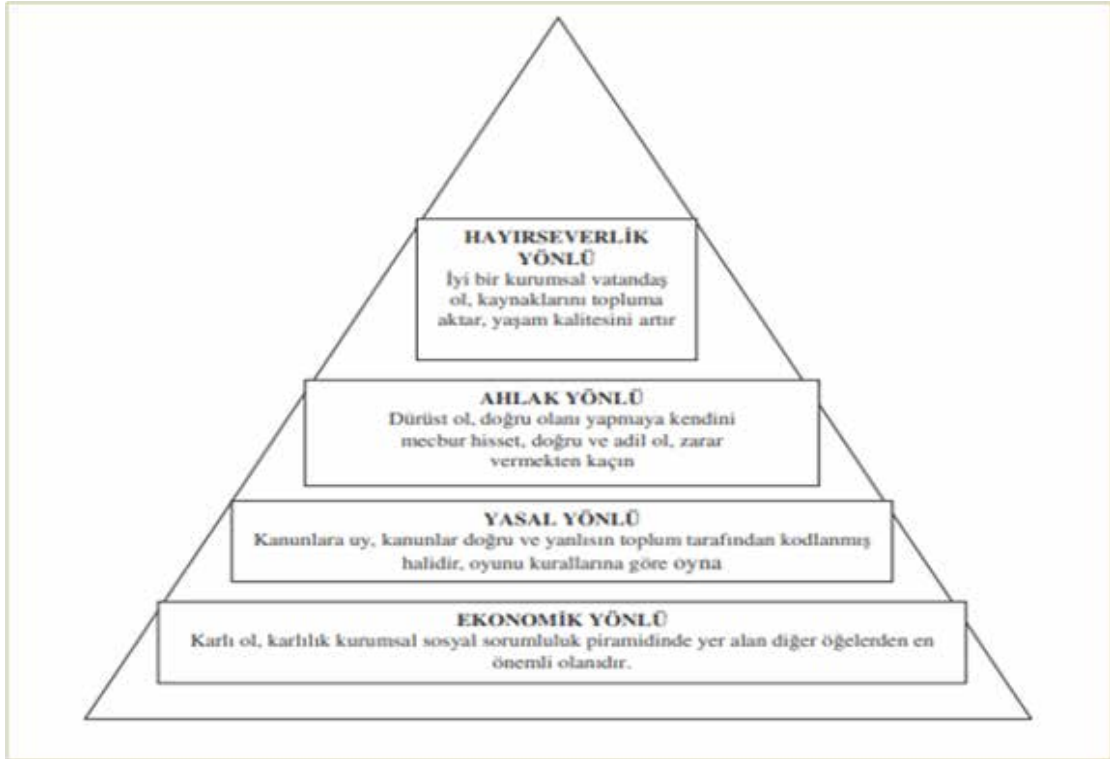 HAYIRSEVERLİK
YÖNLÜ
İyi bir kurumsal vatandaş
ol, kaynaklarını topluma
aktar, yaşam kalitesini artır
AHLAK YÖNLÜ
Dürüst ol, doğru olanı yapmaya kendini
mecbur hisset, doğru ve adil ol, zarar
vermekten kaçın
YASAL YÖNLÜ
Kanunlara uy, kanunlar doğru ve yanlısın toplum tarafından kodlanmış
halidir, oyunu kurallarına göre oyna
EKONOMİK YÖNLÜ
Karlı ol, karlılık kurumsal sosyal sorumluluk piramidinde yer alan diğer öğelerden en
önemli olanıdır.